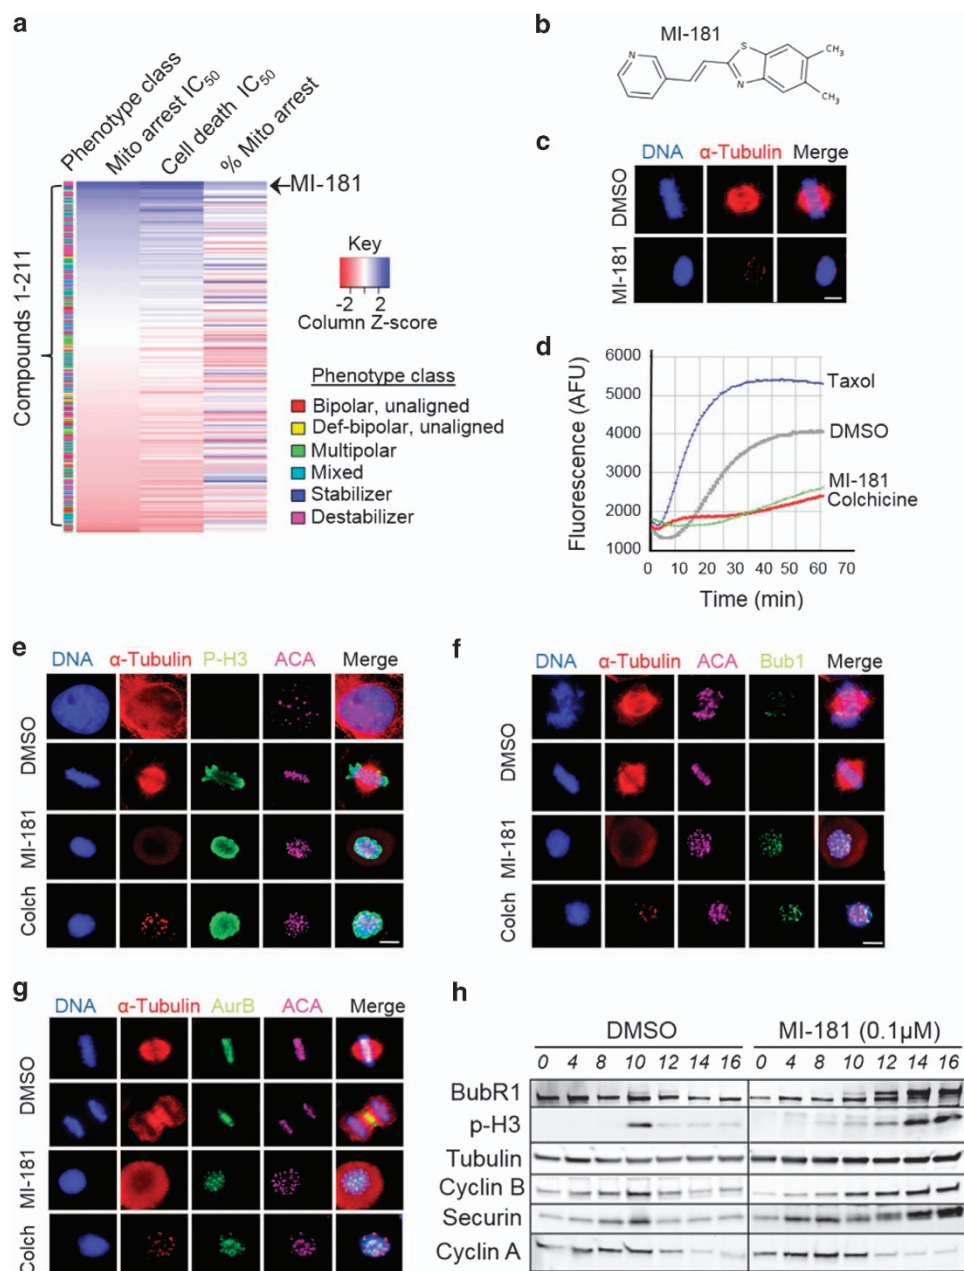 a
Phenotype class
Mito arrest IC50
Cell death IC50
% Mito arrest
←MI-181
Compounds 1-211
Key
-2 2
Column Z-score
Phenotype class
Bipolar, unaligned
Def-bipolar, unaligned
Multipolar
Mixed
Stabilizer
Destabilizer
b
MI-181
N
S
N
CH3
CH3
c
DNA α-Tubulin Merge
DMSO
MI-181
d
6000
5000
4000
3000
2000
1000
Fluorescence (AFU)
Taxol
DMSO
MI-181
Colchicine
0 10 20 30 40 50 60 70
Time (min)
e
DNA α-Tubulin P-H3 ACA Merge
DMSO
MI-181
Colch
f
DNA α-Tubulin ACA Bub1 Merge
DMSO
MI-181
Colch
g
DNA α-Tubulin AurB ACA Merge
DMSO
MI-181
Colch
h
DMSO MI-181 (0.1µM)
0 4 8 10 12 14 16 0 4 8 10 12 14 16
BubR1
p-H3
Tubulin
Cyclin B
Securin
Cyclin A